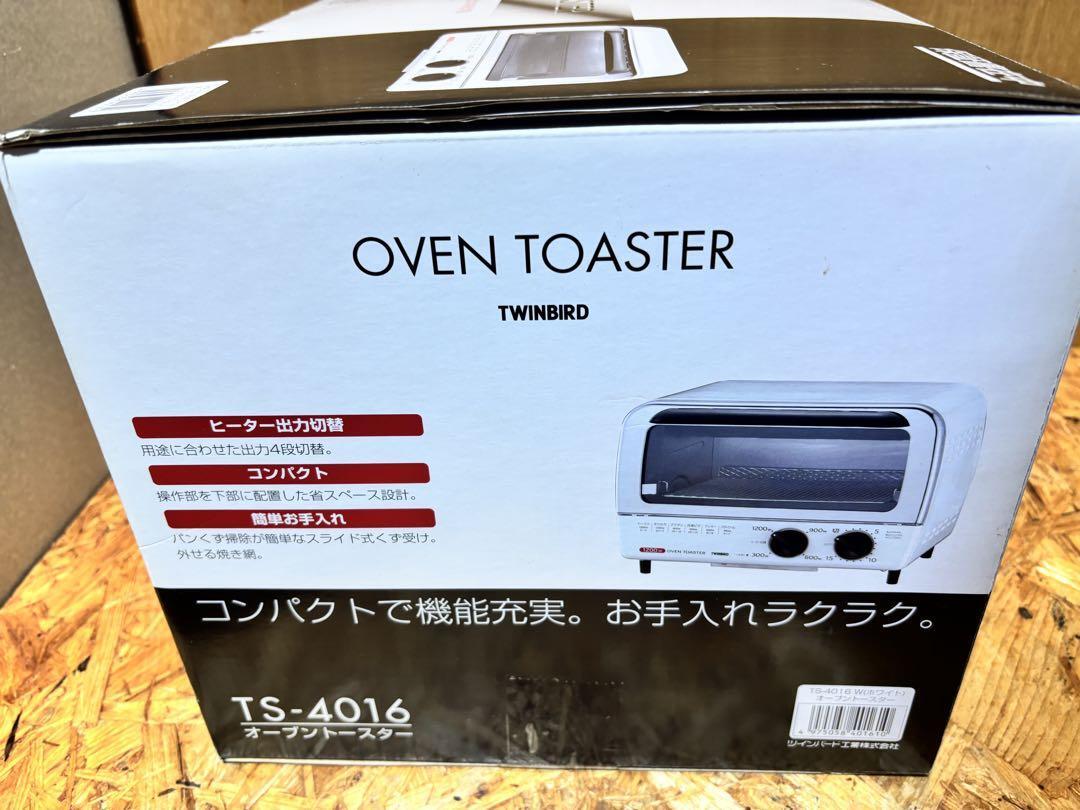 OVEN TOASTER
TWINBIRD
ヒーター出力切替
用途に合わせた出力4段切替。
コンパクト
操作部を下部に配置した省スペース設計。
簡単お手入れ
パンくず掃除が簡単なスライド式くず受け。
外せる焼き網。
1200W
900W
300W
600W
5
10
15
1200W
OVEN TOASTER
TWINBIRD
コンパクトで機能充実。お手入れラクラク。
TS-4016
オーブントースター
TS-4016 W(ホワイト)
オーブントースター
4 975058 401610
ツインバード工業株式会社